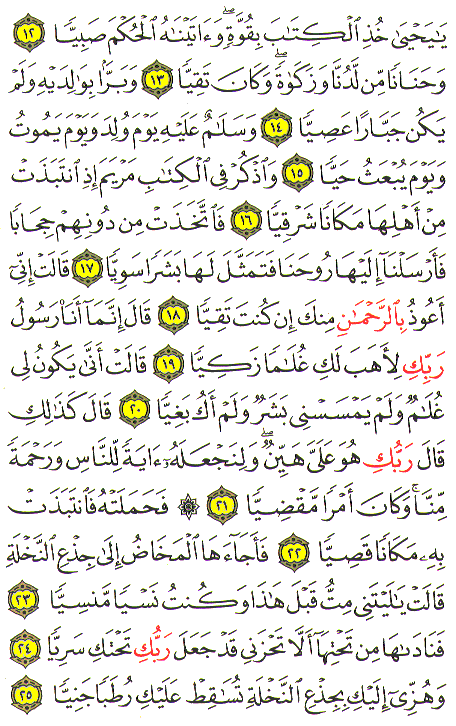 يَـٰيَحْيَىٰ خُذِ ٱلْكِتَـٰبَ بِقُوَّةٍۖ وَءَاتَيْنَـٰهُ ٱلْحُكْمَ صَبِيًّا ١٢
وَحَنَانًا مِّن لَّدُنَّا وَزَكَوٰةًۖ وَكَانَ تَقِيًّا ١٣ وَبَرًّۢا بِوَٰلِدَيْهِ وَلَمْ
يَكُن جَبَّارًا عَصِيًّا ١٤ وَسَلَـٰمٌ عَلَيْهِ يَوْمَ وُلِدَ وَيَوْمَ يَمُوتُ
وَيَوْمَ يُبْعَثُ حَيًّا ١٥ وَٱذْكُرْ فِى ٱلْكِتَـٰبِ مَرْيَمَ إِذِ ٱنتَبَذَتْ
مِنْ أَهْلِهَا مَكَانًا شَرْقِيًّا ١٦ فَٱتَّخَذَتْ مِن دُونِهِمْ حِجَابًا
فَأَرْسَلْنَآ إِلَيْهَا رُوحَنَا فَتَمَثَّلَ لَهَا بَشَرًا سَوِيًّا ١٧ قَالَتْ إِنِّىٓ
أَعُوذُ بِٱلرَّحْمَـٰنِ مِنكَ إِن كُنتَ تَقِيًّا ١٨ قَالَ إِنَّمَآ أَنَا۠ رَسُولُ
رَبِّكِ لِأَهَبَ لَكِ غُلَـٰمًا زَكِيًّا ١٩ قَالَتْ أَنَّىٰ يَكُونُ لِى
غُلَـٰمٌ وَلَمْ يَمْسَسْنِى بَشَرٌ وَلَمْ أَكُ بَغِيًّا ٢٠ قَالَ كَذَٰلِكِ
قَالَ رَبُّكِ هُوَ عَلَىَّ هَيِّنٌۖ وَلِنَجْعَلَهُۥٓ ءَايَةً لِّلنَّاسِ وَرَحْمَةً
مِّنَّاۚ وَكَانَ أَمْرًا مَّقْضِيًّا ٢١ ۞ فَحَمَلَتْهُ فَٱنتَبَذَتْ
بِهِۦ مَكَانًا قَصِيًّا ٢٢ فَأَجَآءَهَا ٱلْمَخَاضُ إِلَىٰ جِذْعِ ٱلنَّخْلَةِ
قَالَتْ يَـٰلَيْتَنِى مِتُّ قَبْلَ هَـٰذَا وَكُنتُ نَسْيًا مَّنسِيًّا ٢٣
فَنَادَىٰهَا مِن تَحْتِهَآ أَلَّا تَحْزَنِى قَدْ جَعَلَ رَبُّكِ تَحْتَكِ سَرِيًّا ٢٤
وَهُزِّىٓ إِلَيْكِ بِجِذْعِ ٱلنَّخْلَةِ تُسَـٰقِطْ عَلَيْكِ رُطَبًا جَنِيًّا ٢٥